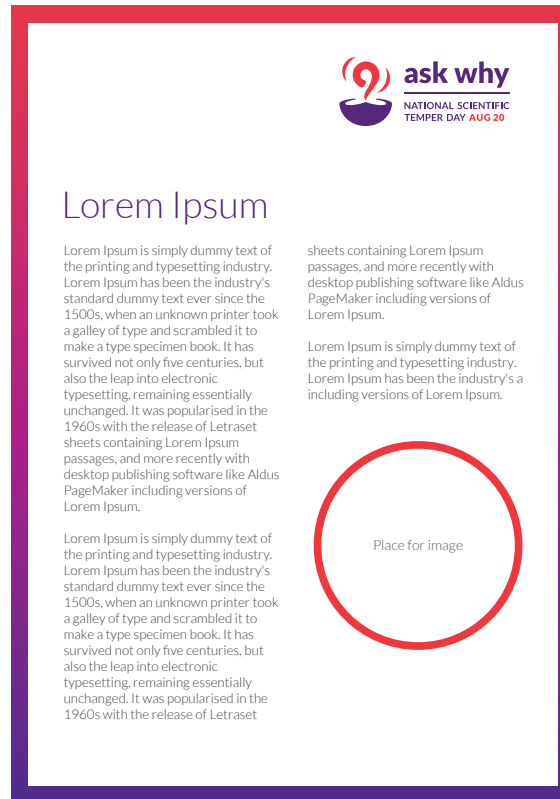 ask why
NATIONAL SCIENTIFIC
TEMPER DAY AUG 20
Lorem Ipsum
Lorem Ipsum is simply dummy text of
the printing and typesetting industry.
Lorem Ipsum has been the industry's
standard dummy text ever since the
1500s, when an unknown printer took
a galley of type and scrambled it to
make a type specimen book. It has
survived not only five centuries, but
also the leap into electronic
typesetting, remaining essentially
unchanged. It was popularised in the
1960s with the release of Letraset
sheets containing Lorem Ipsum
passages, and more recently with
desktop publishing software like Aldus
PageMaker including versions of
Lorem Ipsum.
Lorem Ipsum is simply dummy text of
the printing and typesetting industry.
Lorem Ipsum has been the industry's
standard dummy text ever since the
1500s, when an unknown printer took
a galley of type and scrambled it to
make a type specimen book. It has
survived not only five centuries, but
also the leap into electronic
typesetting, remaining essentially
unchanged. It was popularised in the
1960s with the release of Letraset
sheets containing Lorem Ipsum
passages, and more recently with
desktop publishing software like Aldus
PageMaker including versions of
Lorem Ipsum.
Lorem Ipsum is simply dummy text of
the printing and typesetting industry.
Lorem Ipsum has been the industry's a
including versions of Lorem Ipsum.
Place for image